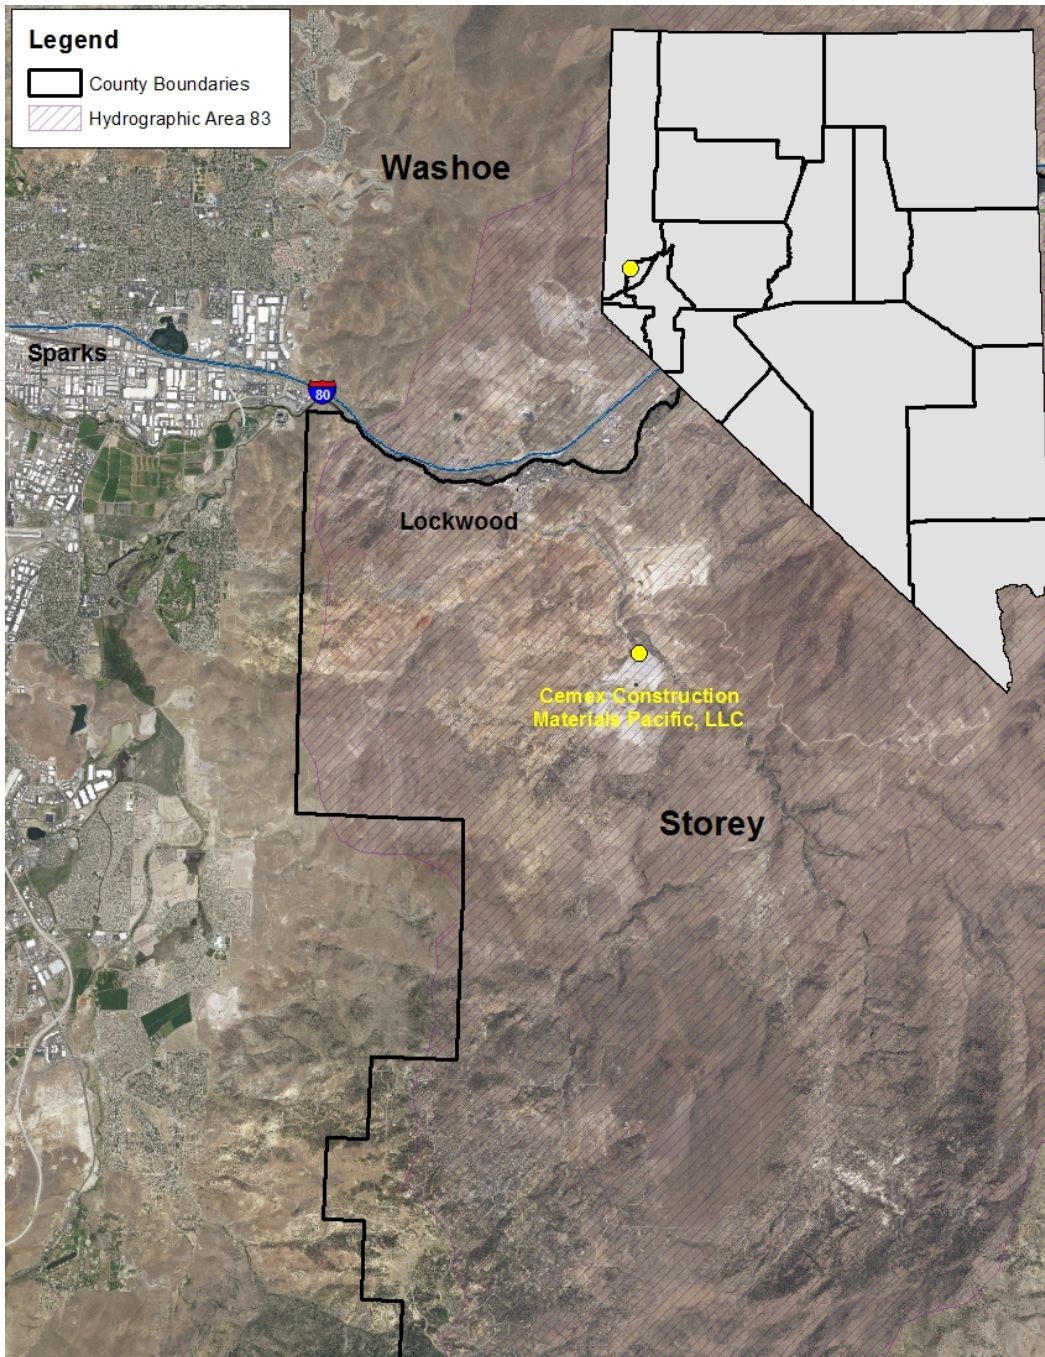 Legend
County Boundaries
Hydrographic Area 83
Washoe
Sparks
80
Lockwood
Cemex Construction
Materials Pacific, LLC
Storey